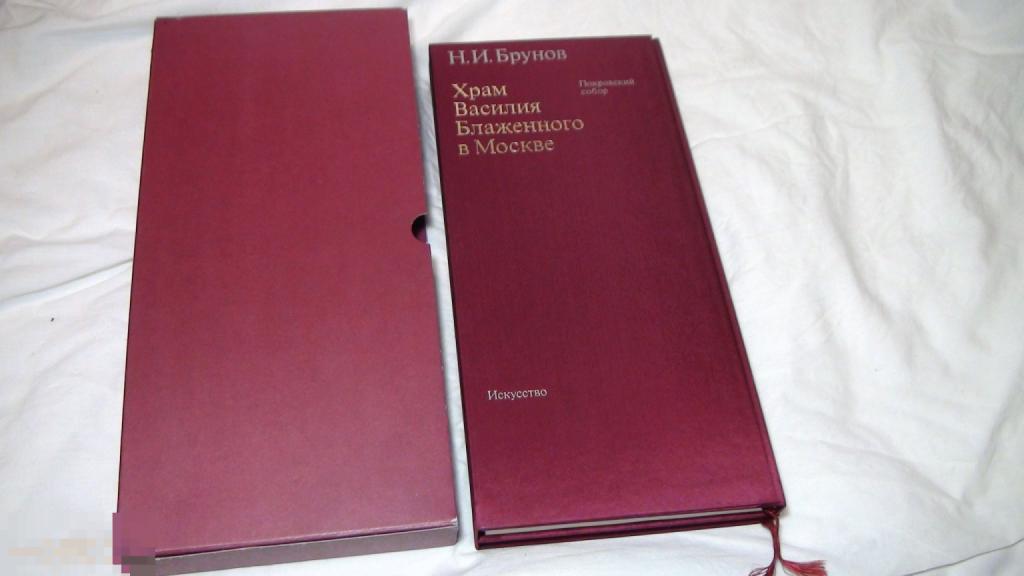 Н.И.Брунов
Храм
Василия
Блаженного
в Москве
Покровский
собор
Искусство